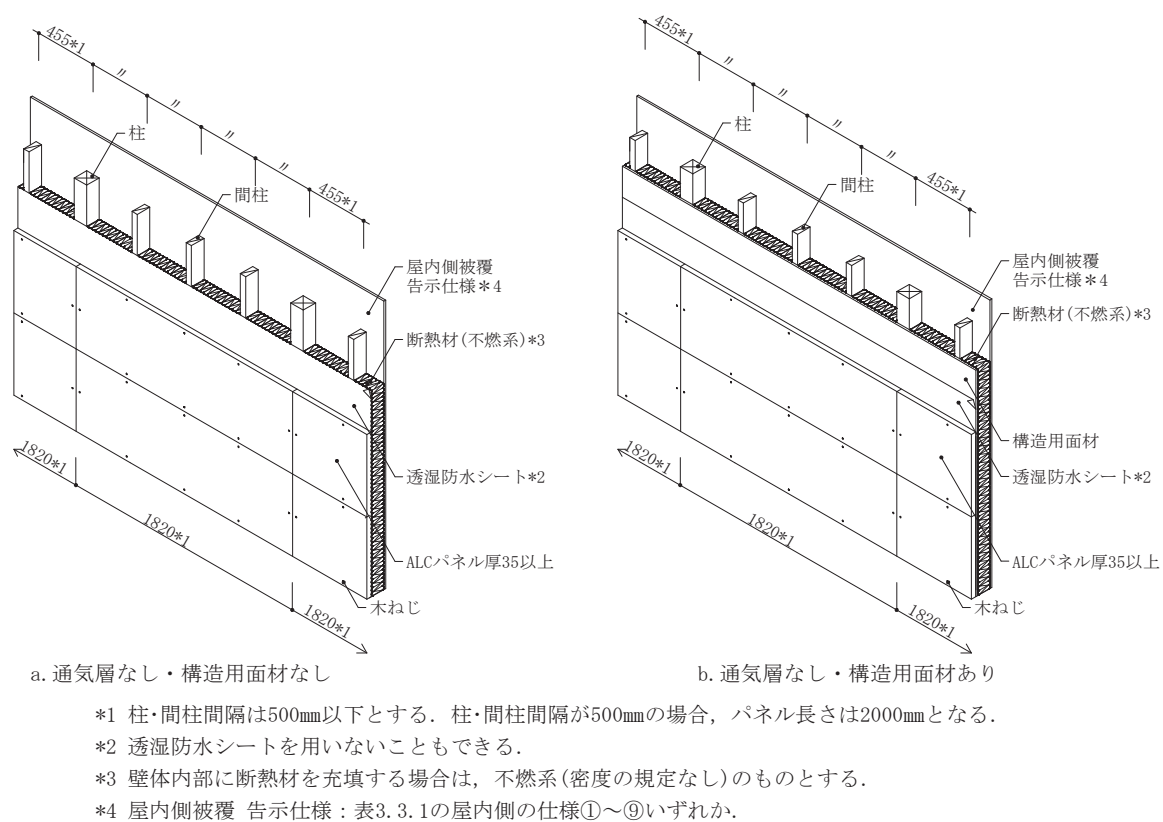 455*1
〃
〃
〃
〃
455*1
柱
間柱
屋内側被覆
告示仕様＊4
断熱材(不燃系)*3
透湿防水シート*2
ALCパネル厚35以上
木ねじ
1820*1
1820*1
1820*1
a.通気層なし・構造用面材なし
455*1
〃
〃
〃
〃
455*1
柱
間柱
屋内側被覆
告示仕様＊4
断熱材(不燃系)*3
構造用面材
透湿防水シート*2
ALCパネル厚35以上
木ねじ
1820*1
1820*1
1820*1
b.通気層なし・構造用面材あり
*1 柱・間柱間隔は500㎜以下とする．柱・間柱間隔が500㎜の場合，パネル長さは2000㎜となる．
*2 透湿防水シートを用いないこともできる．
*3 壁体内部に断熱材を充填する場合は，不燃系(密度の規定なし)のものとする．
*4 屋内側被覆 告示仕様：表3.3.1の屋内側の仕様①～⑨いずれか．